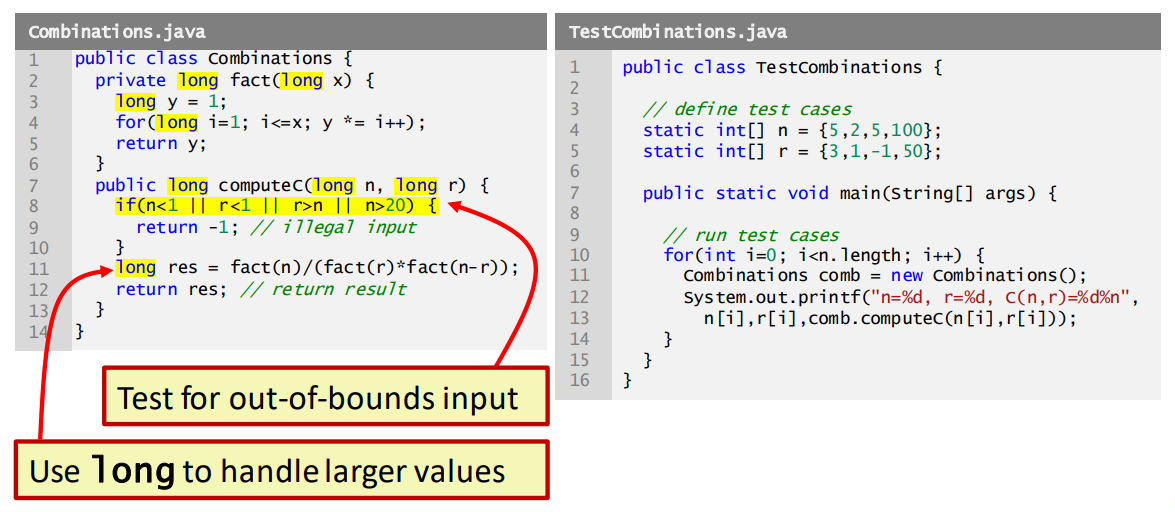 Combinations.java
1 public class Combinations {
2   private long fact(long x) {
3     long y = 1;
4     for(long i=1; i<=x; y *= i++);
5     return y;
6   }
7   public long computeC(long n, long r) {
8     if(n<1 || r<1 || r>n || n>20) {
9       return -1; // illegal input
10     }
11     long res = fact(n)/(fact(r)*fact(n-r));
12     return res; // return result
13   }
14 }
Test for out-of-bounds input
Use long to handle larger values
TestCombinations.java
1 public class TestCombinations {
2
3   // define test cases
4   static int[] n = {5,2,5,100};
5   static int[] r = {3,1,-1,50};
6
7   public static void main(String[] args) {
8
9     // run test cases
10     for(int i=0; i<n.length; i++) {
11       Combinations comb = new Combinations();
12       System.out.printf("n=%d, r=%d, C(n,r)=%d%n",
13         n[i],r[i],comb.computeC(n[i],r[i]));
14     }
15   }
16 }